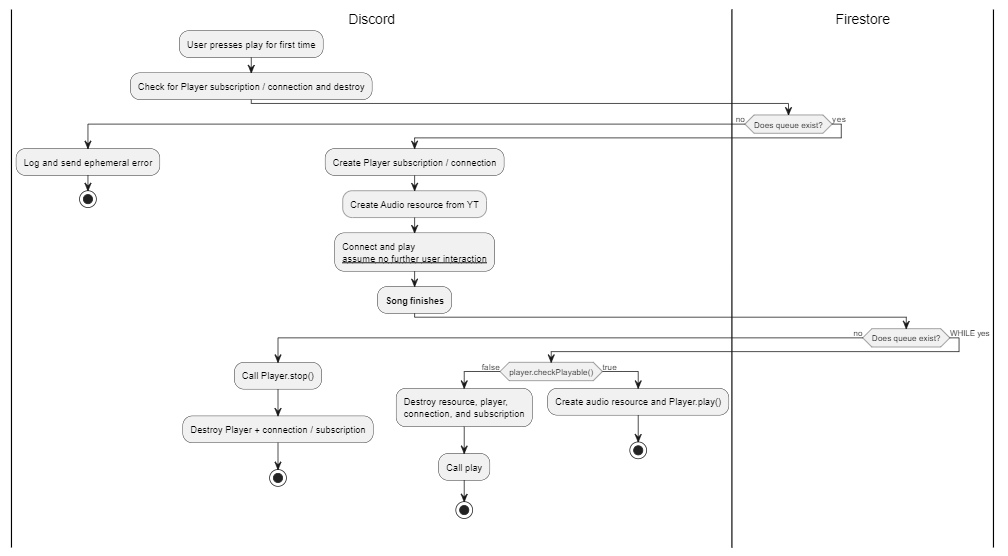 Discord
Firestore
User presses play for first time
Check for Player subscription / connection and destroy
no
Does queue exist?
yes
Log and send ephemeral error
Create Player subscription / connection
Create Audio resource from YT
Connect and play
assume no further user interaction
Song finishes
no
Does queue exist?
WHILE yes
Call Player.stop()
false
player.checkPlayable()
true
Destroy resource, player,
connection, and subscription
Create audio resource and Player.play()
Destroy Player + connection / subscription
Call play